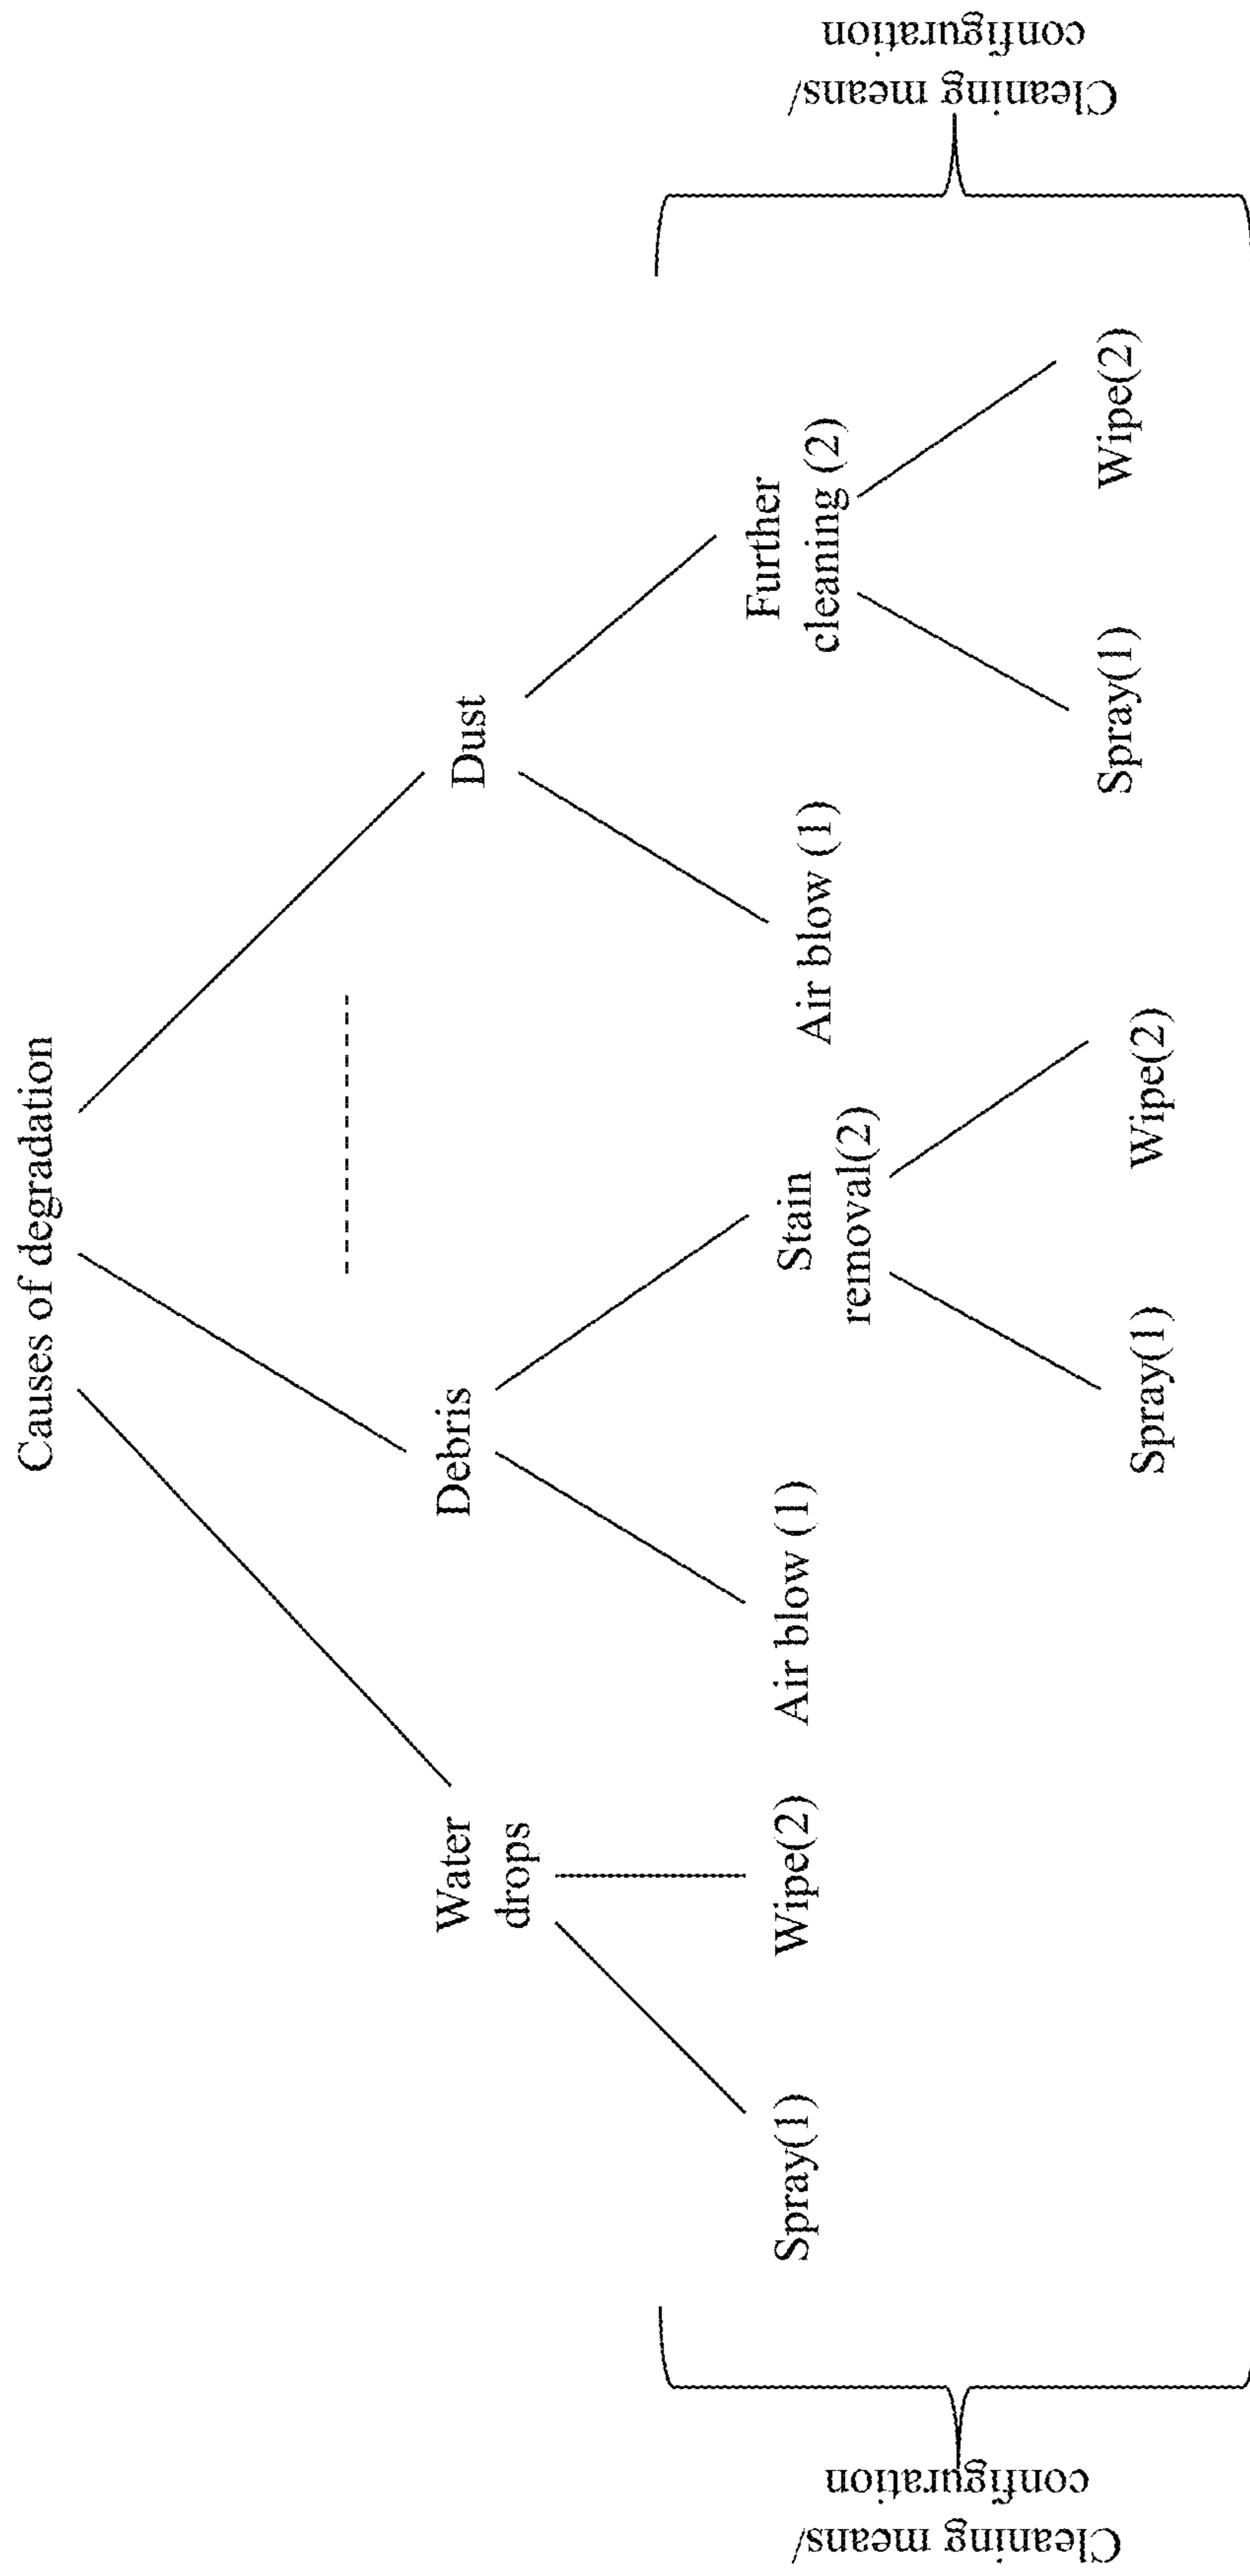 Causes of degradation
Water
drops
Debris
Dust
Spray(1)
Wipe(2)
Air blow (1)
Stain
removal(2)
Air blow (1)
Further
cleaning (2)
Spray(1)
Wipe(2)
Spray(1)
Wipe(2)
Cleaning means/
configuration
Cleaning means/
configuration